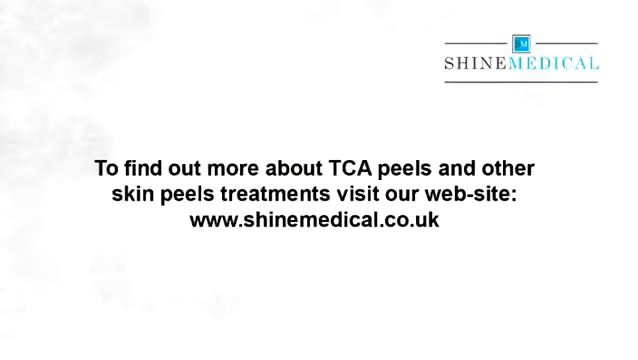 SM
SHINEMEDICAL
To find out more about TCA peels and other
skin peels treatments visit our web-site:
www.shinemedical.co.uk